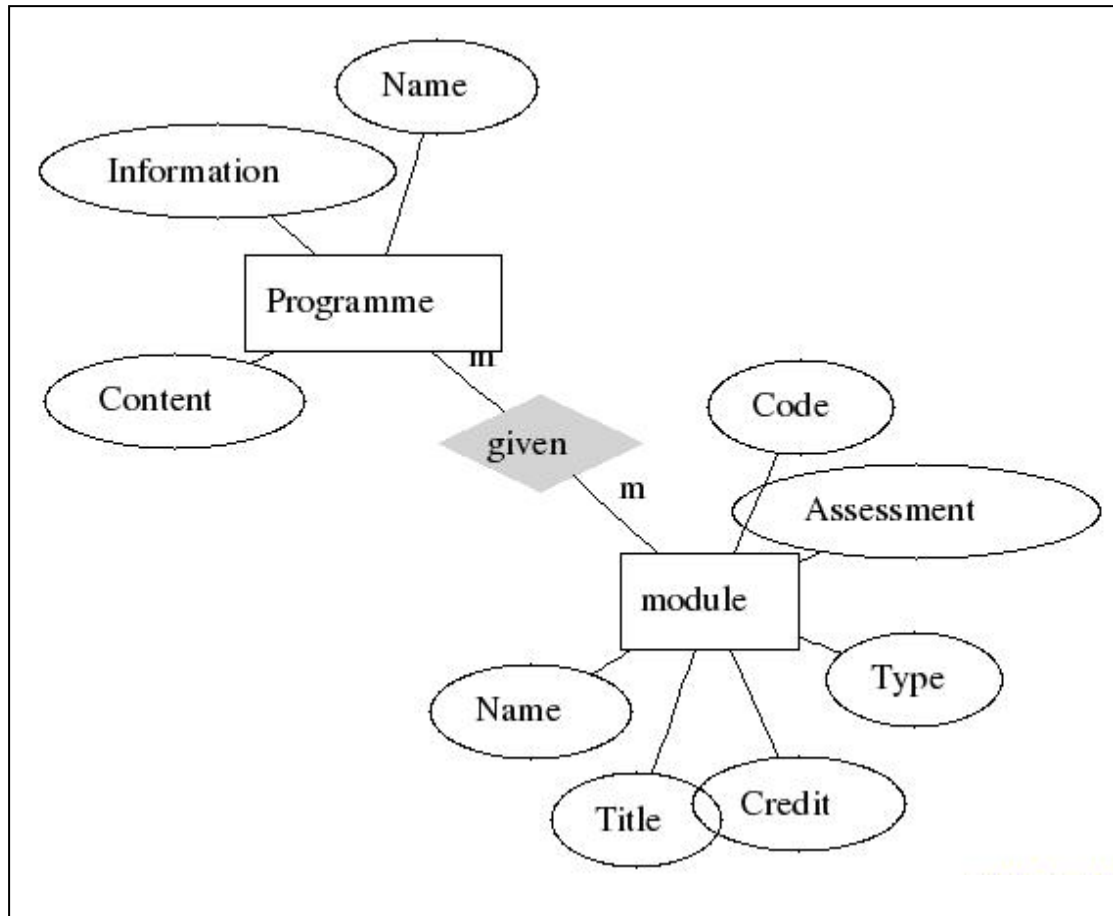 Name
Information
Programme
m
Content
Code
given
m
Assessment
module
Type
Name
Title
Credit